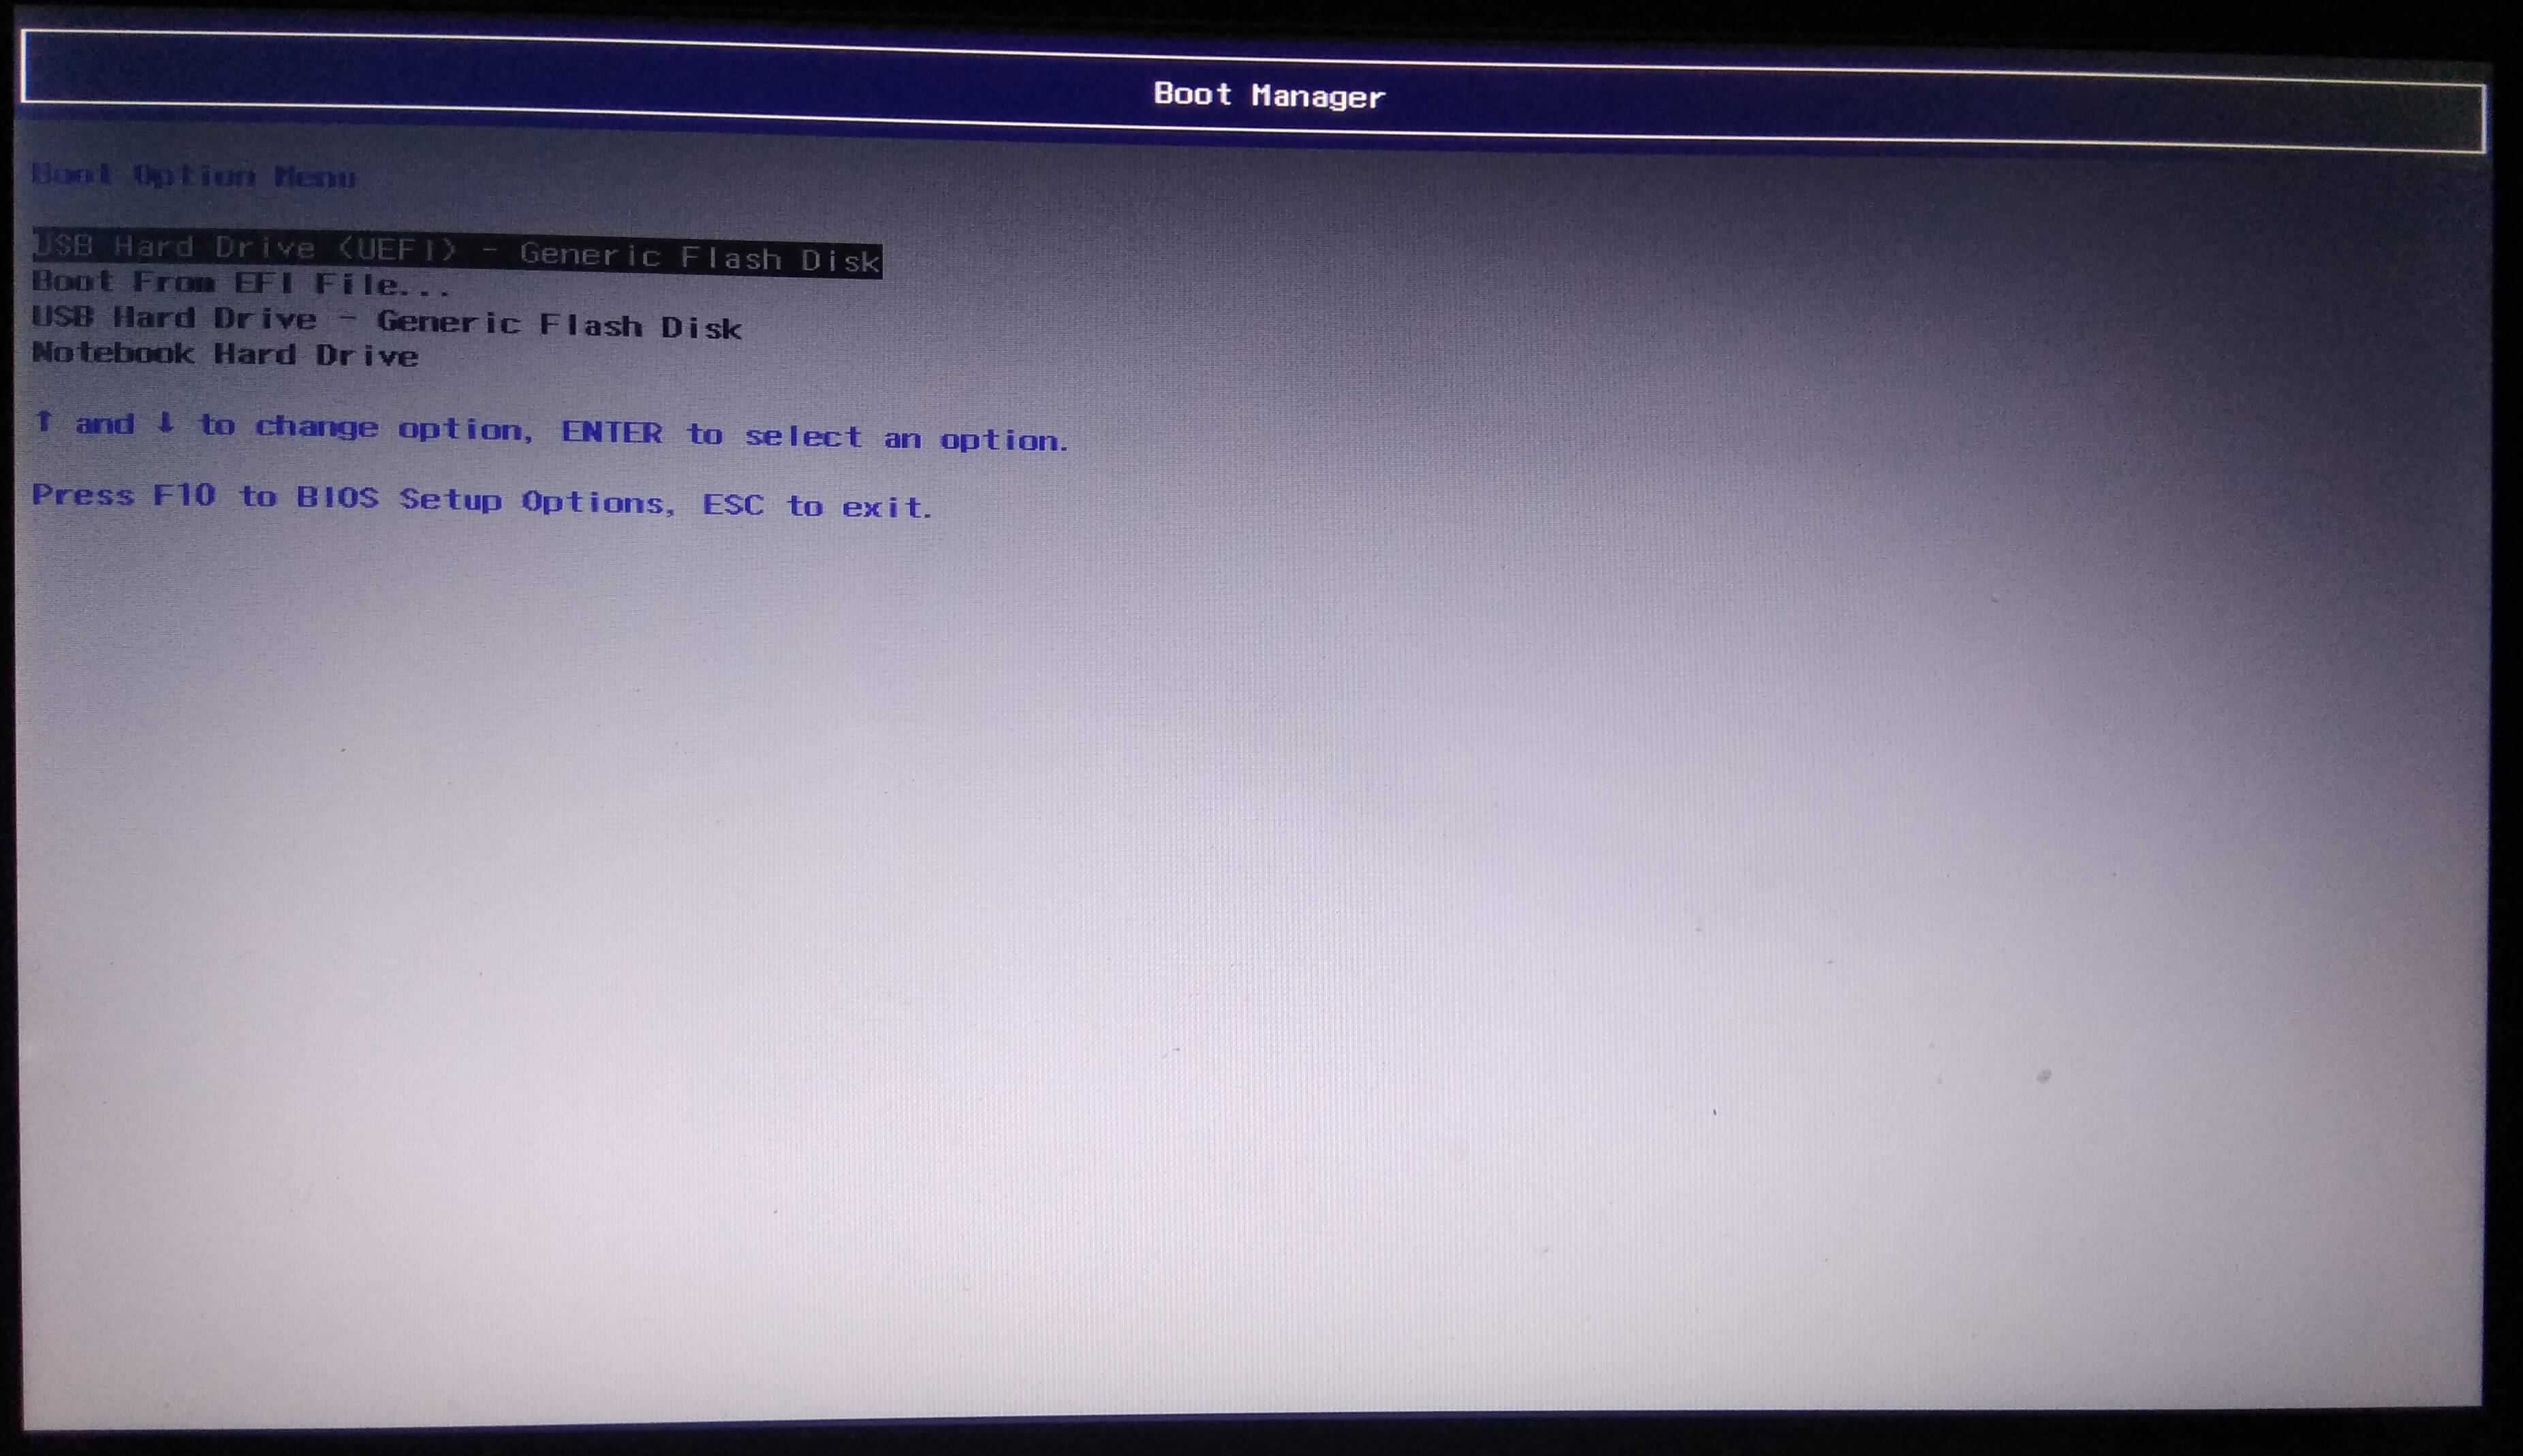 Boot Manager
Boot Option Menu
USB Hard Drive (UEFI) - Generic Flash Disk
Boot From EFI File...
USB Hard Drive - Generic Flash Disk
Notebook Hard Drive
↑ and ↓ to change option, ENTER to select an option.
Press F10 to BIOS Setup Options, ESC to exit.